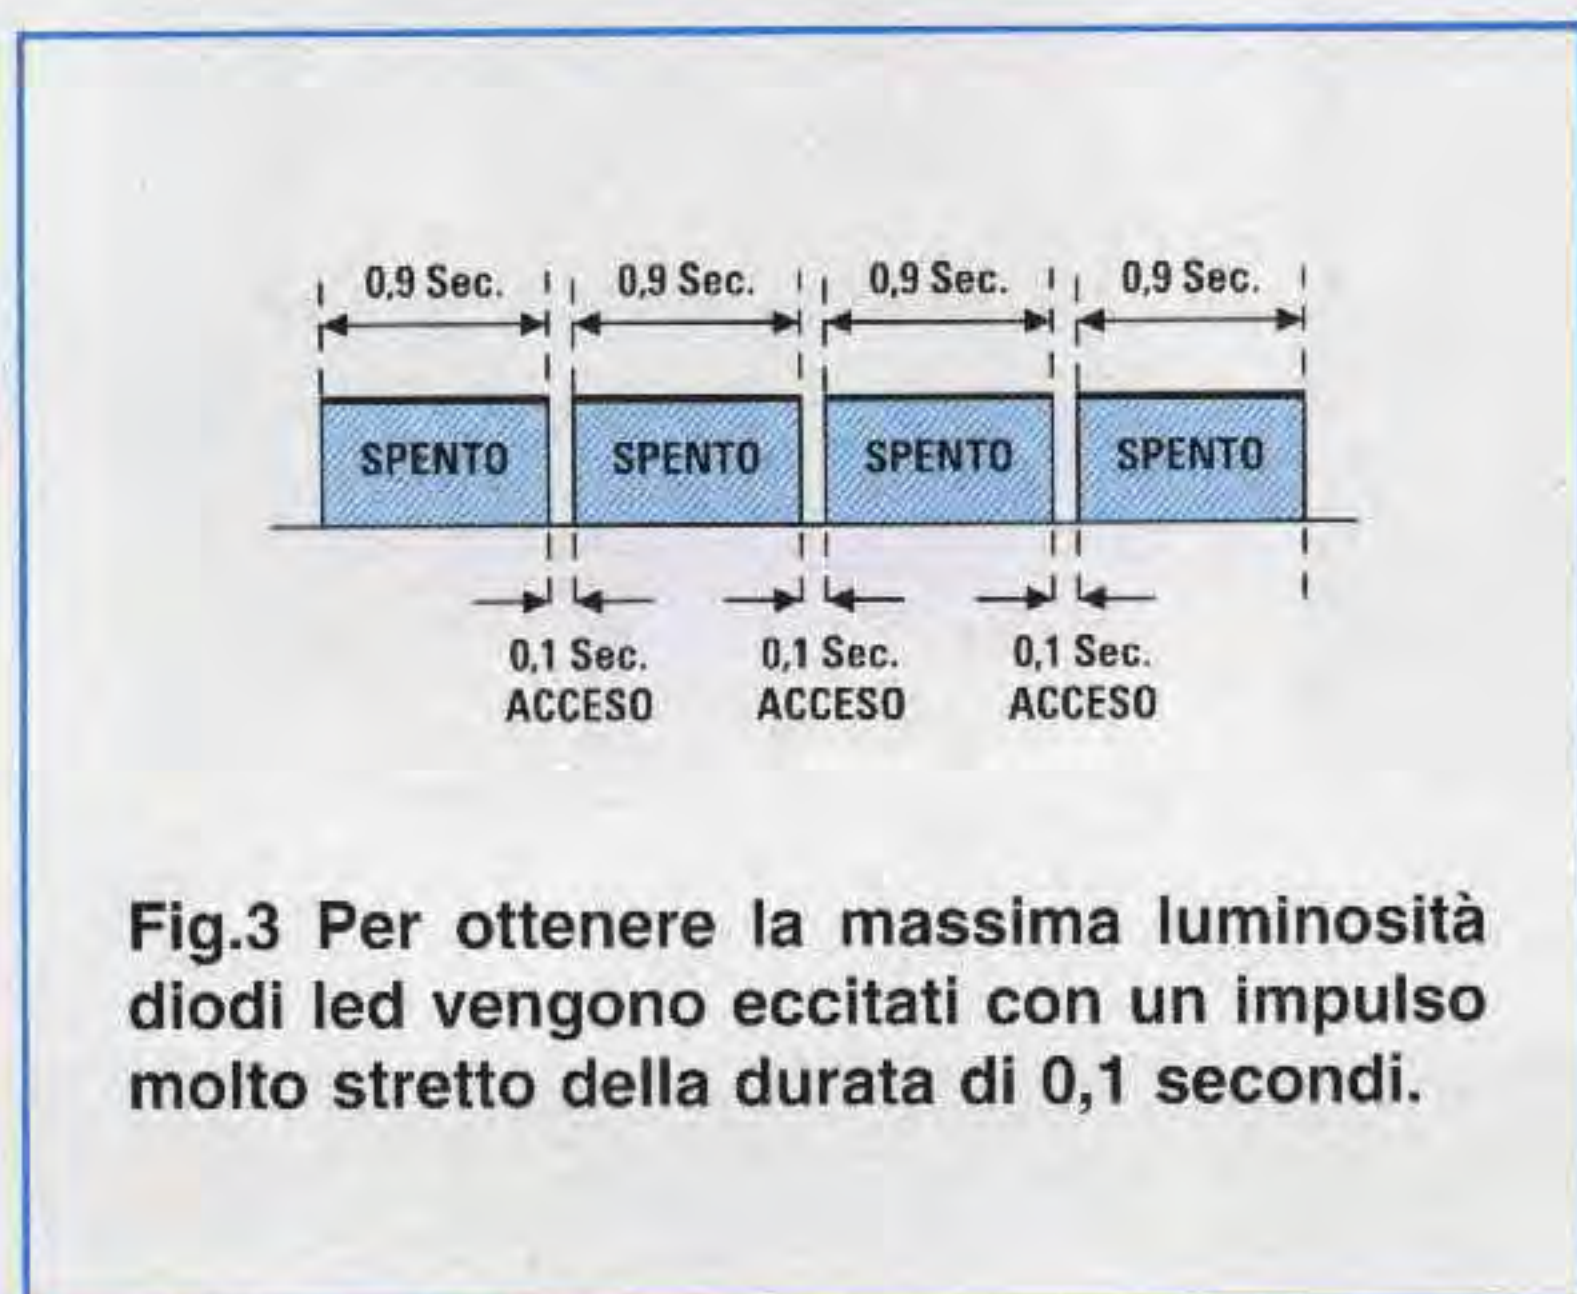 0,9 Sec. 0,9 Sec. 0,9 Sec. 0,9 Sec.
SPENTO SPENTO SPENTO SPENTO
0,1 Sec. 0,1 Sec. 0,1 Sec.
ACCESO ACCESO ACCESO
Fig.3 Per ottenere la massima luminosità
diodi led vengono eccitati con un impulso
molto stretto della durata di 0,1 secondi.